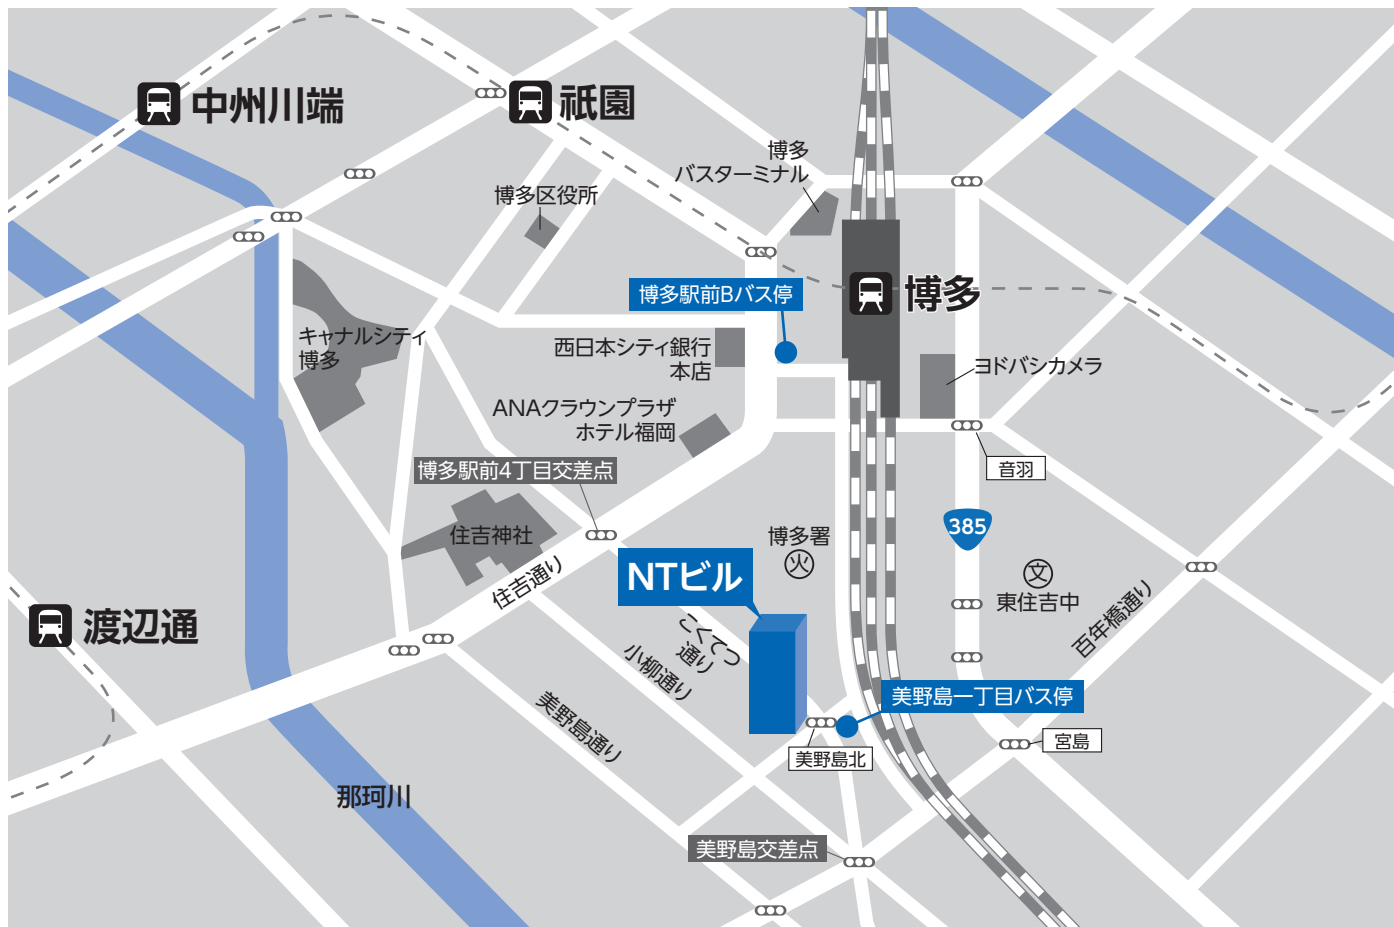 中州川端
祇園
博多
バスターミナル
博多区役所
博多駅前Bバス停
博多
キャナルシティ
博多
西日本シティ銀行
本店
ヨドバシカメラ
ANAクラウンプラザ
ホテル福岡
博多駅前4丁目交差点
音羽
住吉神社
博多署
火
385
住吉通り
NTビル
文
東住吉中
百年橋通り
渡辺通
こくてつ
通り
小柳通り
美野島通り
美野島一丁目バス停
宮島
美野島北
那珂川
美野島交差点